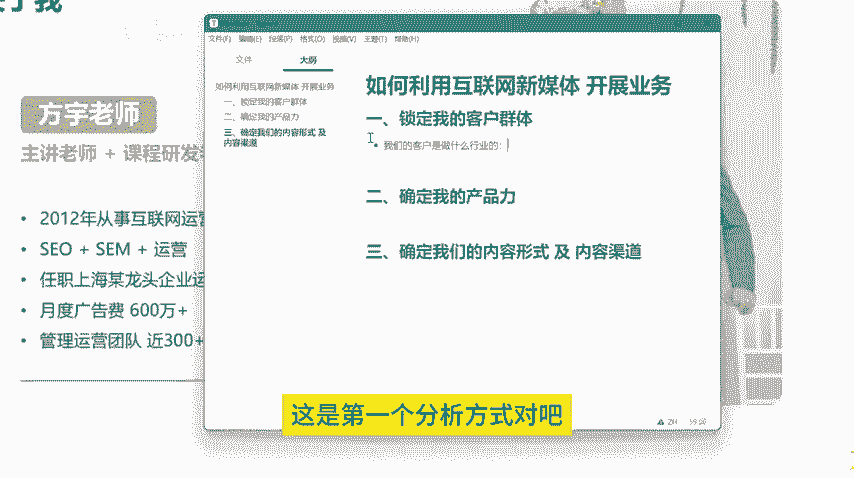 于我
方宇老师
主讲老师 + 课程研发
• 2012年从事互联网运营
• SEO + SEM + 运营
• 任职上海某龙头企业运
• 月度广告费 600万+
• 管理运营团队 近300+
T
文件(F) 编辑(E) 段落(P) 格式(O) 视图(V) 主题(T) 帮助(H)
文件 大纲
如何利用互联网新媒体 开展业务
一、锁定我的客户群体
二、确定我的产品力
三、确定我们的内容形式 及
内容渠道
如何利用互联网新媒体 开展业务
一、锁定我的客户群体
• 我们的客户是做什么行业的：
二、确定我的产品力
三、确定我们的内容形式 及 内容渠道
这是第一个分析方式对吧